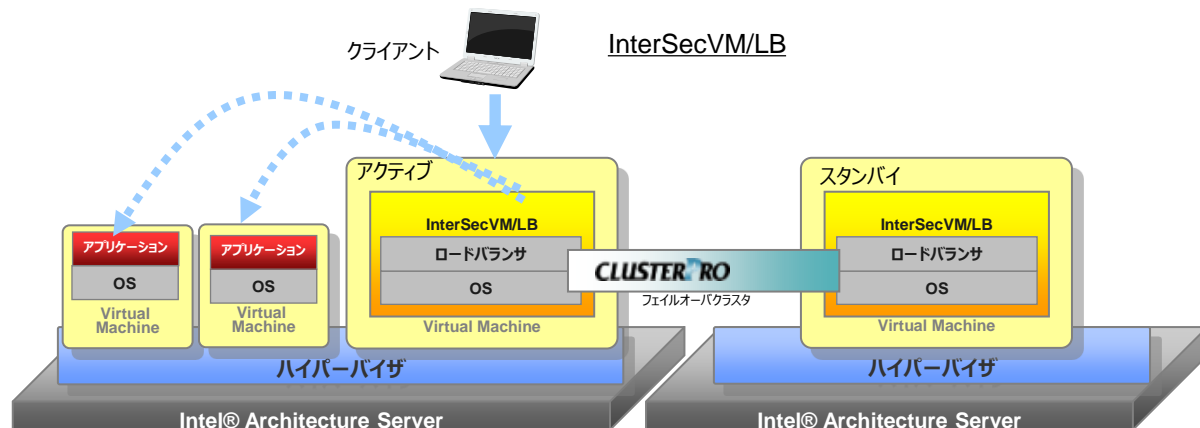 クライアント
InterSecVM/LB
アクティブ
スタンバイ
InterSecVM/LB
ロードバランサ
OS
Virtual Machine
アプリケーション
OS
Virtual
Machine
アプリケーション
OS
Virtual
Machine
CLUSTERPRO
フェイルオーバクラスタ
InterSecVM/LB
ロードバランサ
OS
Virtual Machine
ハイパーバイザ
ハイパーバイザ
Intel® Architecture Server
Intel® Architecture Server